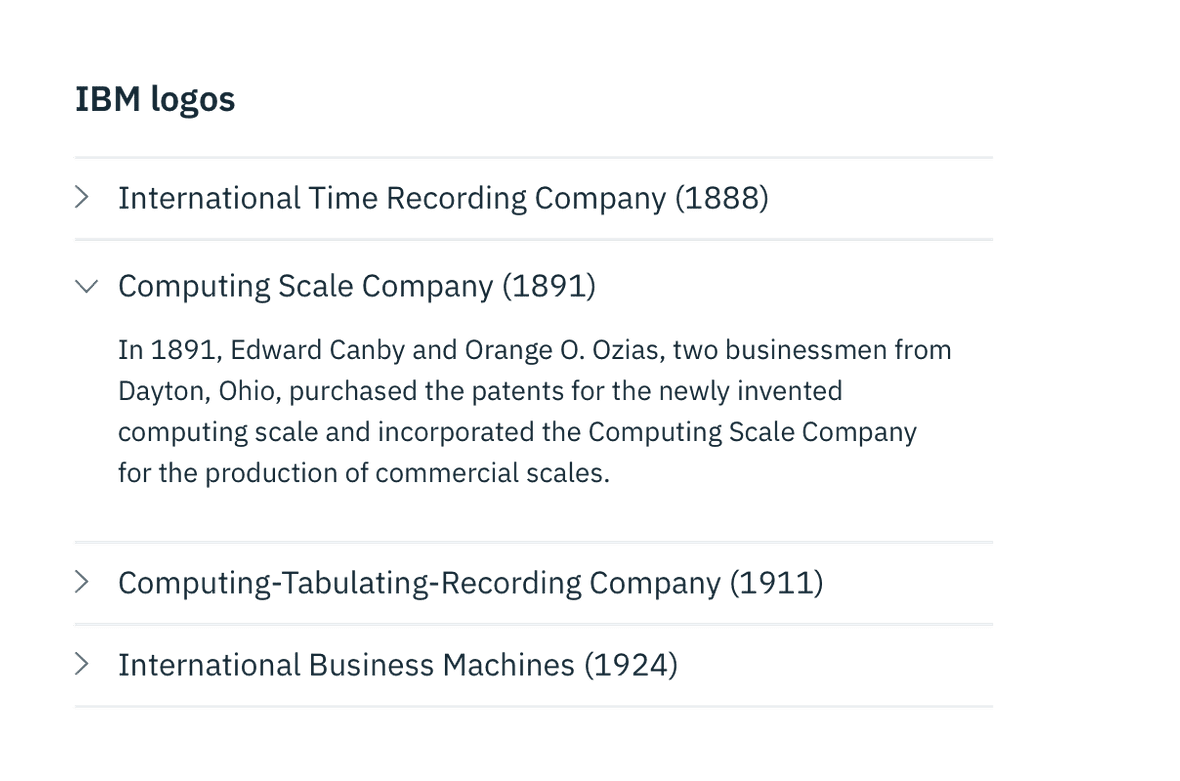 IBM logos
International Time Recording Company (1888)
Computing Scale Company (1891)
In 1891, Edward Canby and Orange O. Ozias, two businessmen from
Dayton, Ohio, purchased the patents for the newly invented
computing scale and incorporated the Computing Scale Company
for the production of commercial scales.
Computing-Tabulating-Recording Company (1911)
International Business Machines (1924)